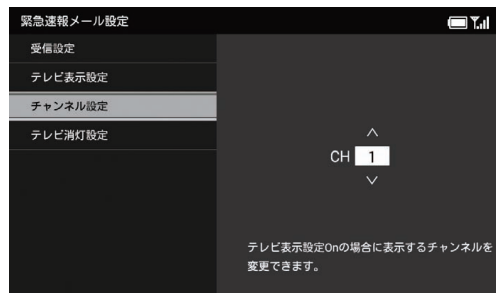 緊急速報メール設定
受信設定
テレビ表示設定
チャンネル設定
テレビ消灯設定
CH 1
テレビ表示設定Onの場合に表示するチャンネルを
変更できます。